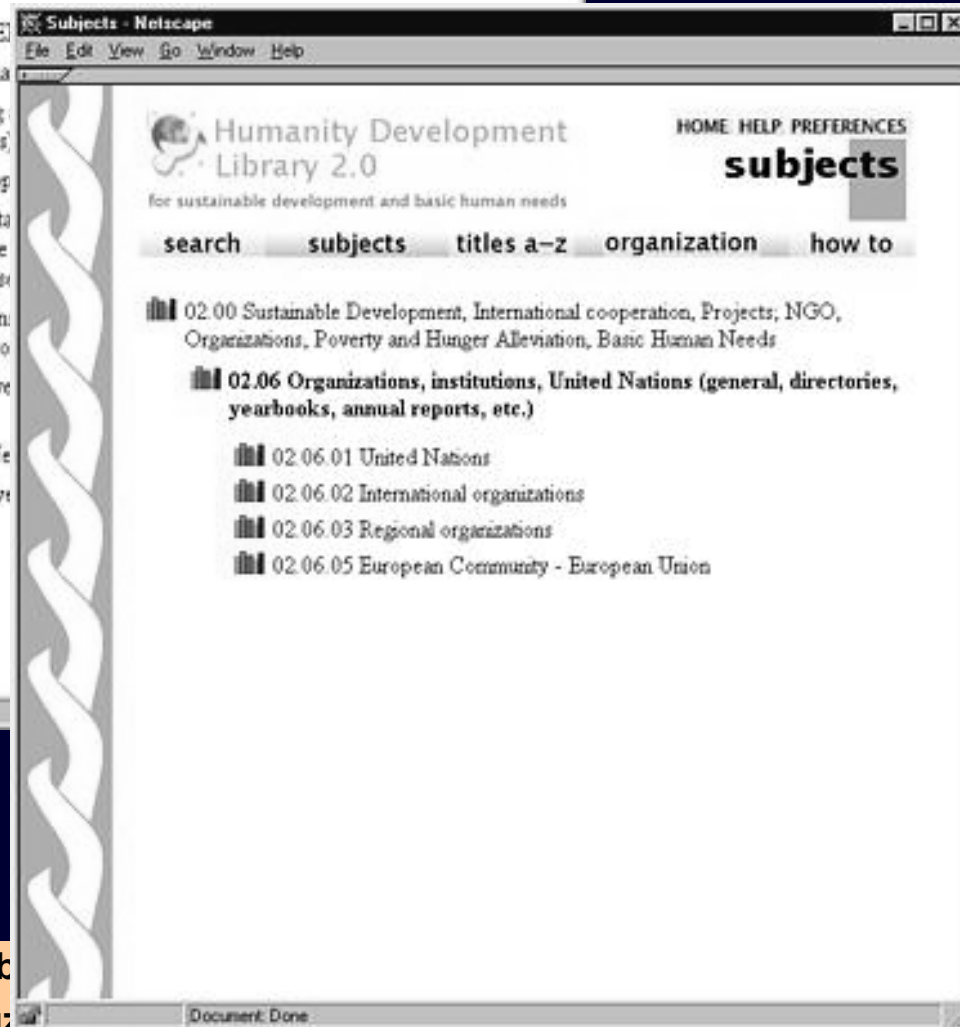 Subjects - Netscape
File Edit View Go Window Help
Humanity Development
Library 2.0
for sustainable development and basic human needs
HOME HELP PREFERENCES
subjects
search subjects titles a-z organization how to
02.00 Sustainable Development, International cooperation, Projects; NGO,
Organizations, Poverty and Hunger Alleviation, Basic Human Needs
02.06 Organizations, institutions, United Nations (general, directories,
yearbooks, annual reports, etc.)
02.06.01 United Nations
02.06.02 International organizations
02.06.03 Regional organizations
02.06.05 European Community - European Union
Document: Done